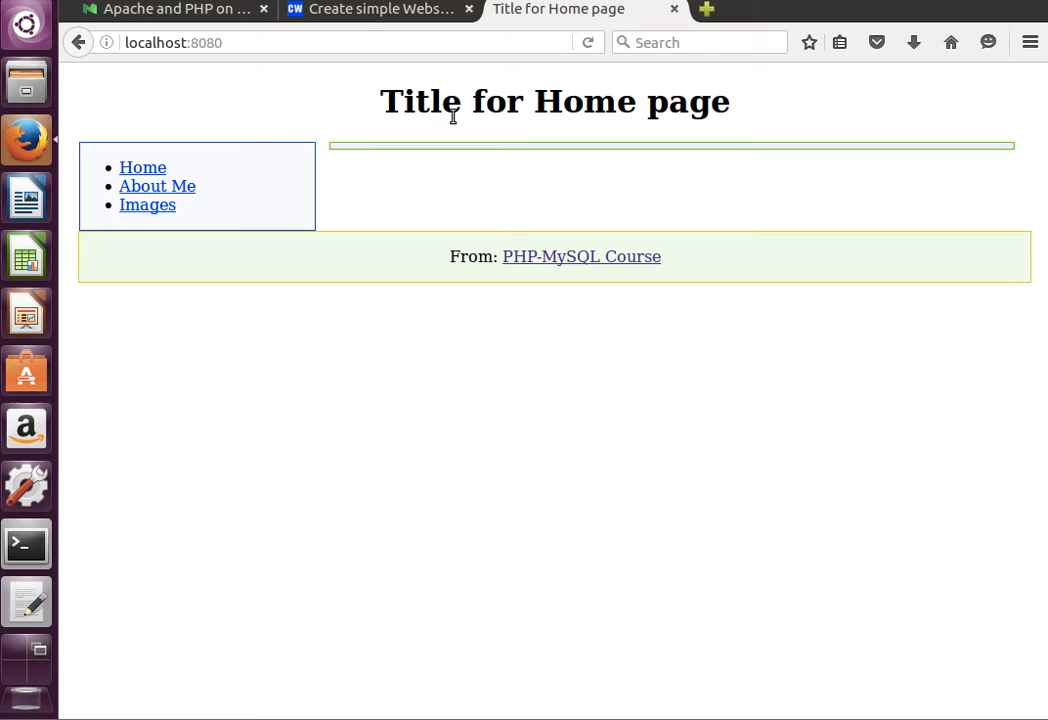 Apache and PHP on ...
CW Create simple Webs...
Title for Home page
localhost:8080
Search
Title for Home page
Home
About Me
Images
From: PHP-MySQL Course